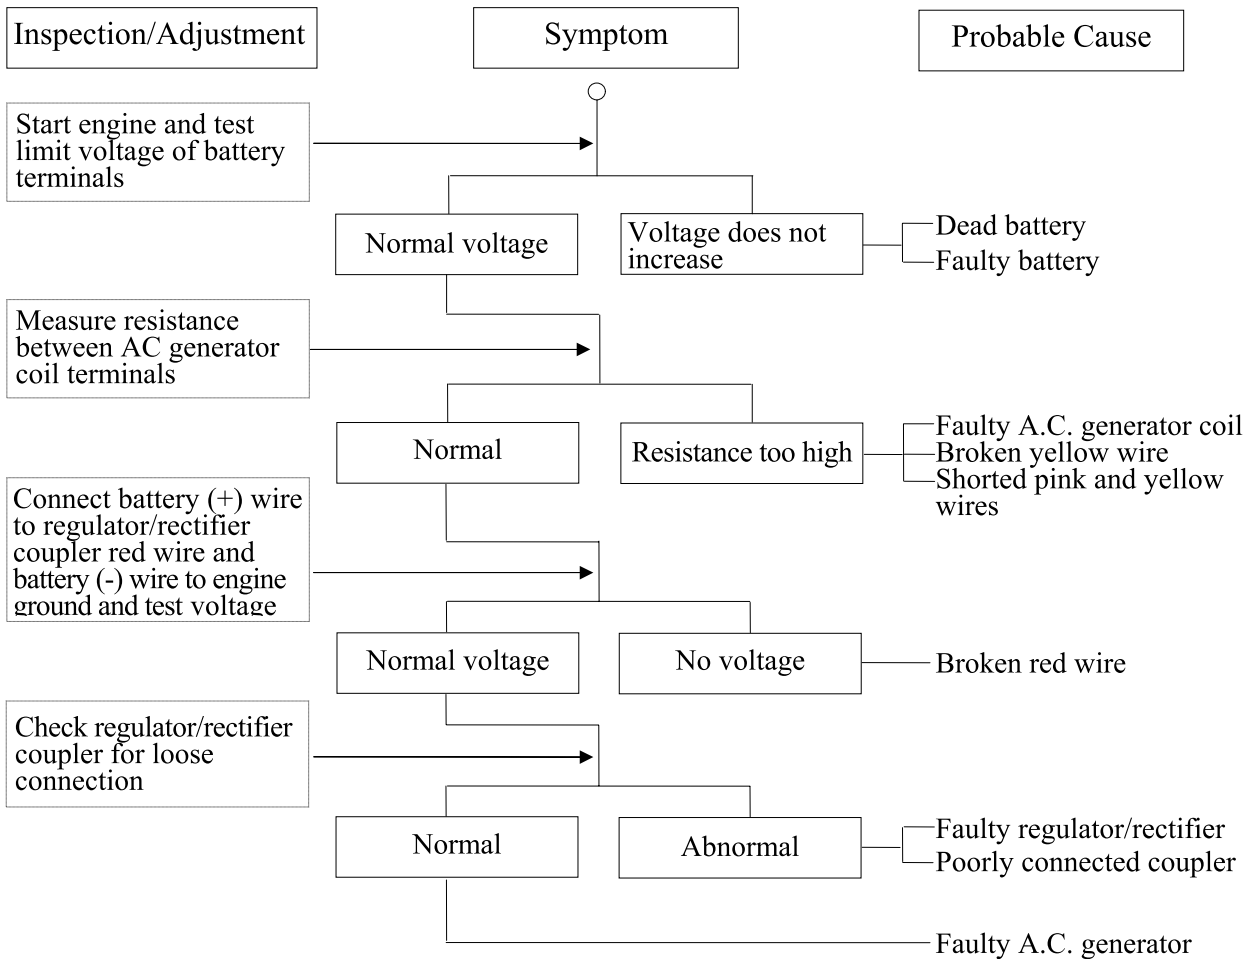 Inspection/Adjustment
Symptom
Probable Cause
Start engine and test
limit voltage of battery
terminals
Normal voltage
Voltage does not
increase
Dead battery
Faulty battery
Measure resistance
between AC generator
coil terminals
Normal
Resistance too high
Faulty A.C. generator coil
Broken yellow wire
Shorted pink and yellow
wires
Connect battery (+) wire
to regulator/rectifier
coupler red wire and
battery (-) wire to engine
ground and test voltage
Normal voltage
No voltage
Broken red wire
Check regulator/rectifier
coupler for loose
connection
Normal
Abnormal
Faulty regulator/rectifier
Poorly connected coupler
Faulty A.C. generator